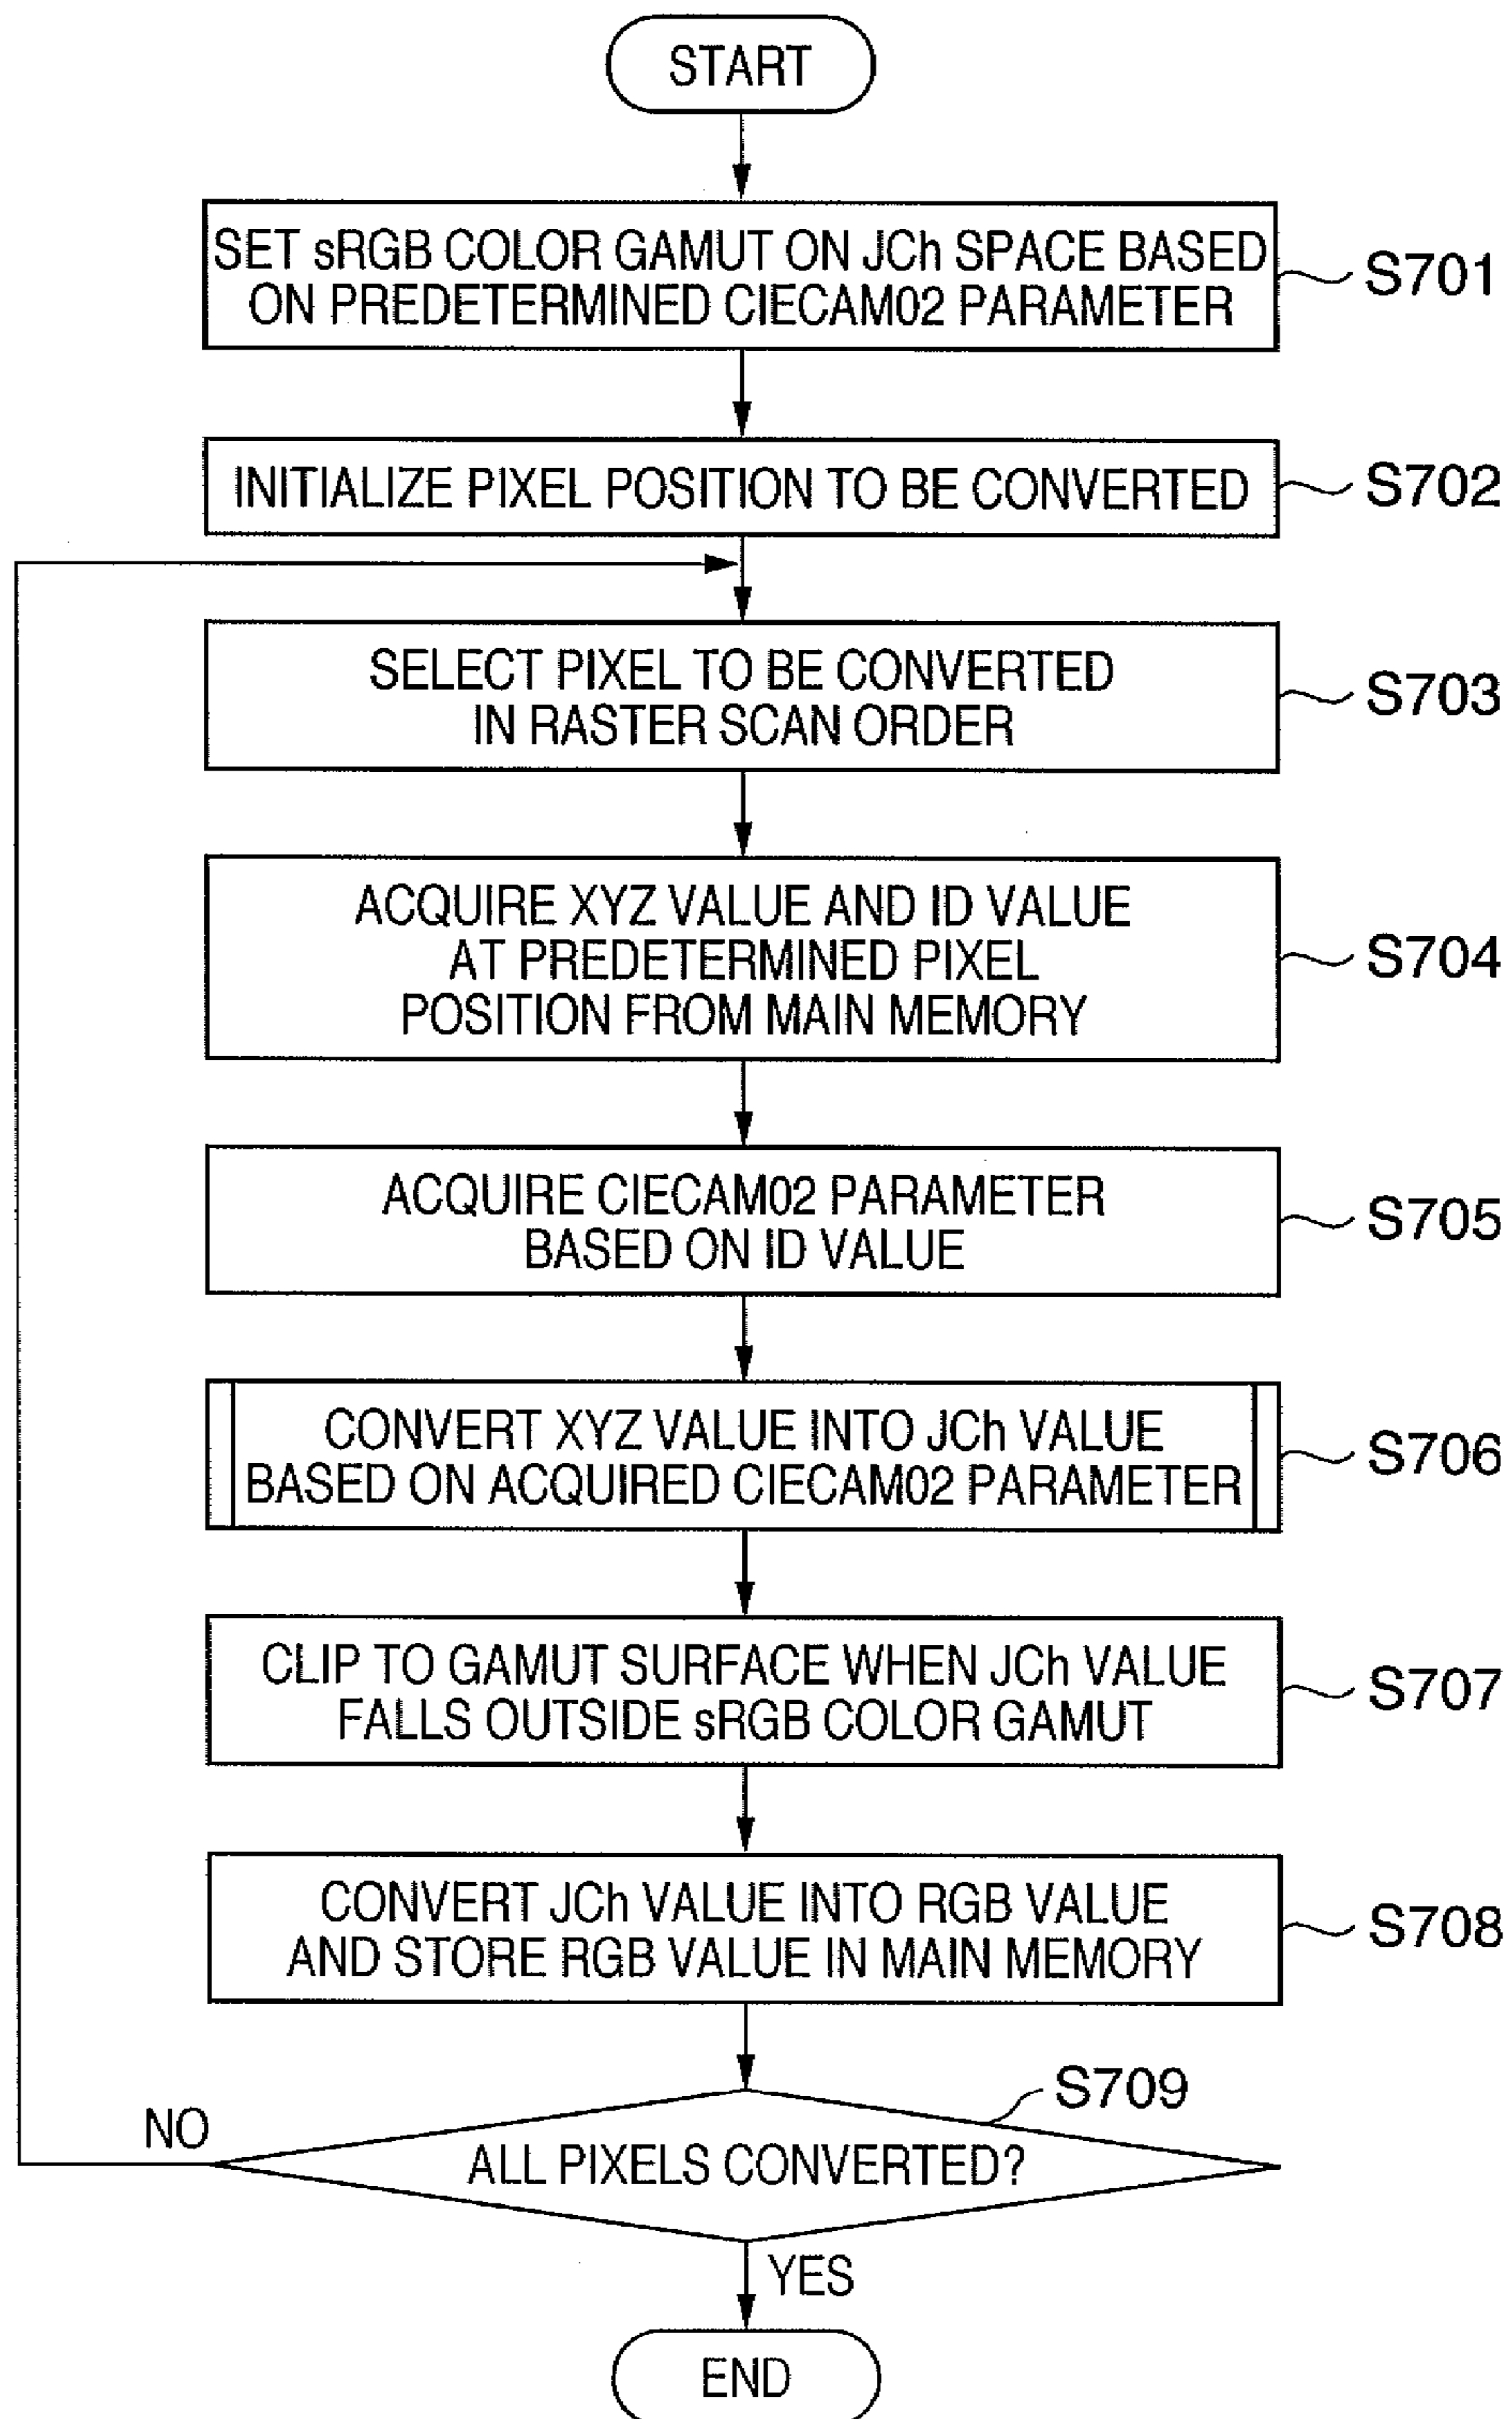 START
SET sRGB COLOR GAMUT ON JCh SPACE BASED
ON PREDETERMINED CIECAM02 PARAMETER
S701
INITIALIZE PIXEL POSITION TO BE CONVERTED
S702
SELECT PIXEL TO BE CONVERTED
IN RASTER SCAN ORDER
S703
ACQUIRE XYZ VALUE AND ID VALUE
AT PREDETERMINED PIXEL
POSITION FROM MAIN MEMORY
S704
ACQUIRE CIECAM02 PARAMETER
BASED ON ID VALUE
S705
CONVERT XYZ VALUE INTO JCh VALUE
BASED ON ACQUIRED CIECAM02 PARAMETER
S706
CLIP TO GAMUT SURFACE WHEN JCh VALUE
FALLS OUTSIDE sRGB COLOR GAMUT
S707
CONVERT JCh VALUE INTO RGB VALUE
AND STORE RGB VALUE IN MAIN MEMORY
S708
S709
NO
ALL PIXELS CONVERTED?
YES
END